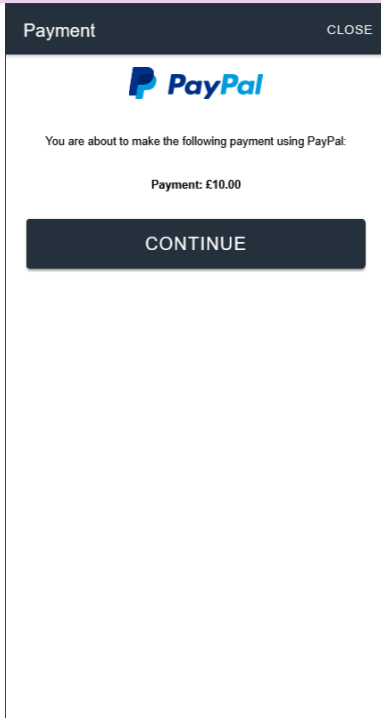 Payment CLOSE
PayPal
You are about to make the following payment using PayPal:
Payment: £10.00
CONTINUE